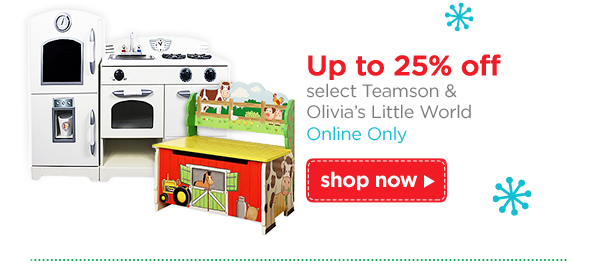 Up to 25% off
select Teamson &
Olivia's Little World
Online Only
shop now